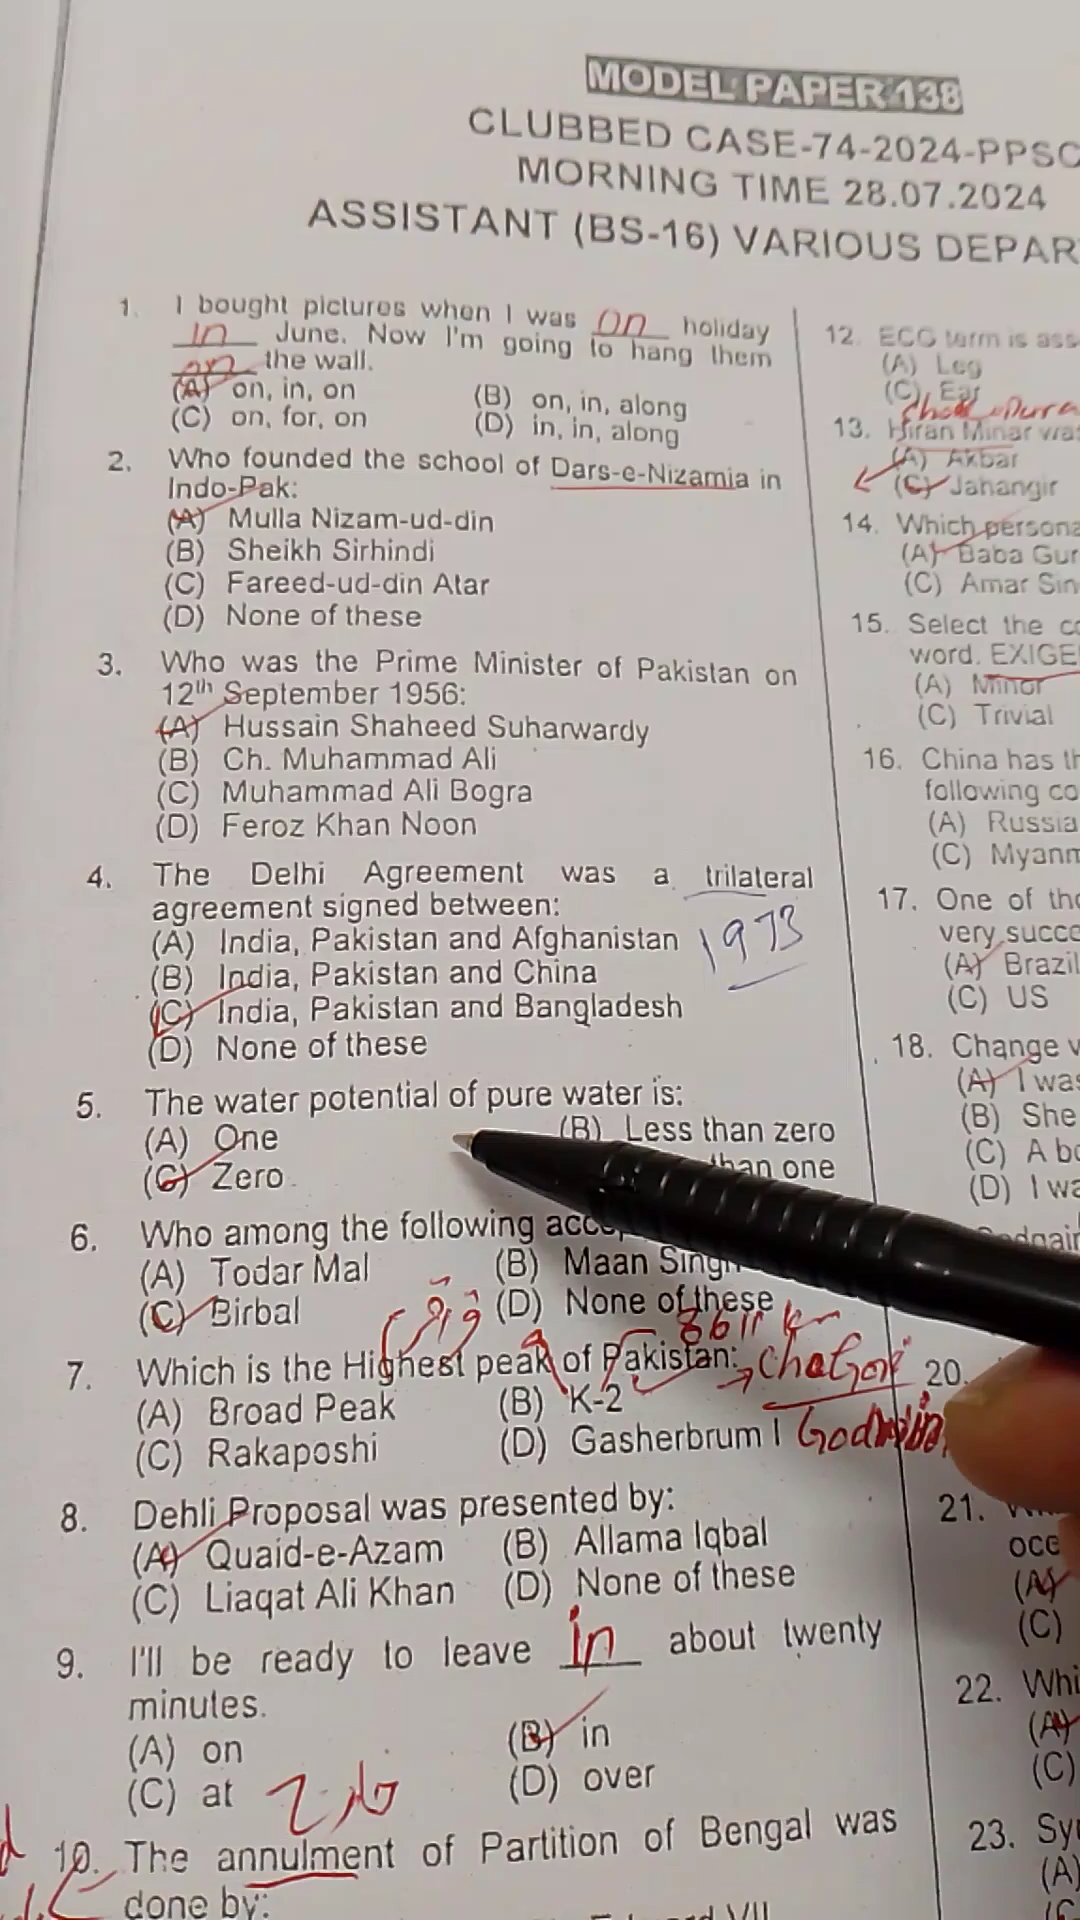 MODEL PAPER 138
CLUBBED CASE-74-2024-PPSC
MORNING TIME 28.07.2024
ASSISTANT (BS-16) VARIOUS DEPAR
1. I bought pictures when I was on holiday
in June. Now I'm going to hang them
on the wall.
(A) on, in, on (B) on, in, along
(C) on, for, on (D) in, in, along
2. Who founded the school of Dars-e-Nizamia in
Indo-Pak:
(A) Mulla Nizam-ud-din
(B) Sheikh Sirhindi
(C) Fareed-ud-din Atar
(D) None of these
3. Who was the Prime Minister of Pakistan on
12th September 1956:
(A) Hussain Shaheed Suharwardy
(B) Ch. Muhammad Ali
(C) Muhammad Ali Bogra
(D) Feroz Khan Noon
4. The Delhi Agreement was a trilateral
agreement signed between:
(A) India, Pakistan and Afghanistan 1973
(B) India, Pakistan and China
(C) India, Pakistan and Bangladesh
(D) None of these
5. The water potential of pure water is:
(A) One (B) Less than zero
(C) Zero than one
6. Who among the following
(A) Todar Mal (B) Maan Singh
(C) Birbal (D) None of these
8611
7. Which is the Highest peak of Pakistan:
(A) Broad Peak (B) K-2
(C) Rakaposhi (D) Gasherbrum I
8. Dehli Proposal was presented by:
(A) Quaid-e-Azam (B) Allama Iqbal
(C) Liaqat Ali Khan (D) None of these
9. I'll be ready to leave in about twenty
minutes.
(A) on (B) in
(C) at (D) over
10. The annulment of Partition of Bengal was
done by:
12. ECG term is ass
(A) Leg
(C) Ear
13. Hiran Minar was
(A) Akbar
(C) Jahangir
14. Which persona
(A) Baba Gur
(C) Amar Sin
15. Select the co
word. EXIGE
(A) Minor
(C) Trivial
16. China has th
following co
(A) Russia
(C) Myanm
17. One of the
very succe
(A) Brazil
(C) US
18. Change v
(A) I was
(B) She
(C) A bo
(D) I wa
20.
21.
oce
(A)
(C)
22. Whi
(A)
(C)
23. Sy
(A)